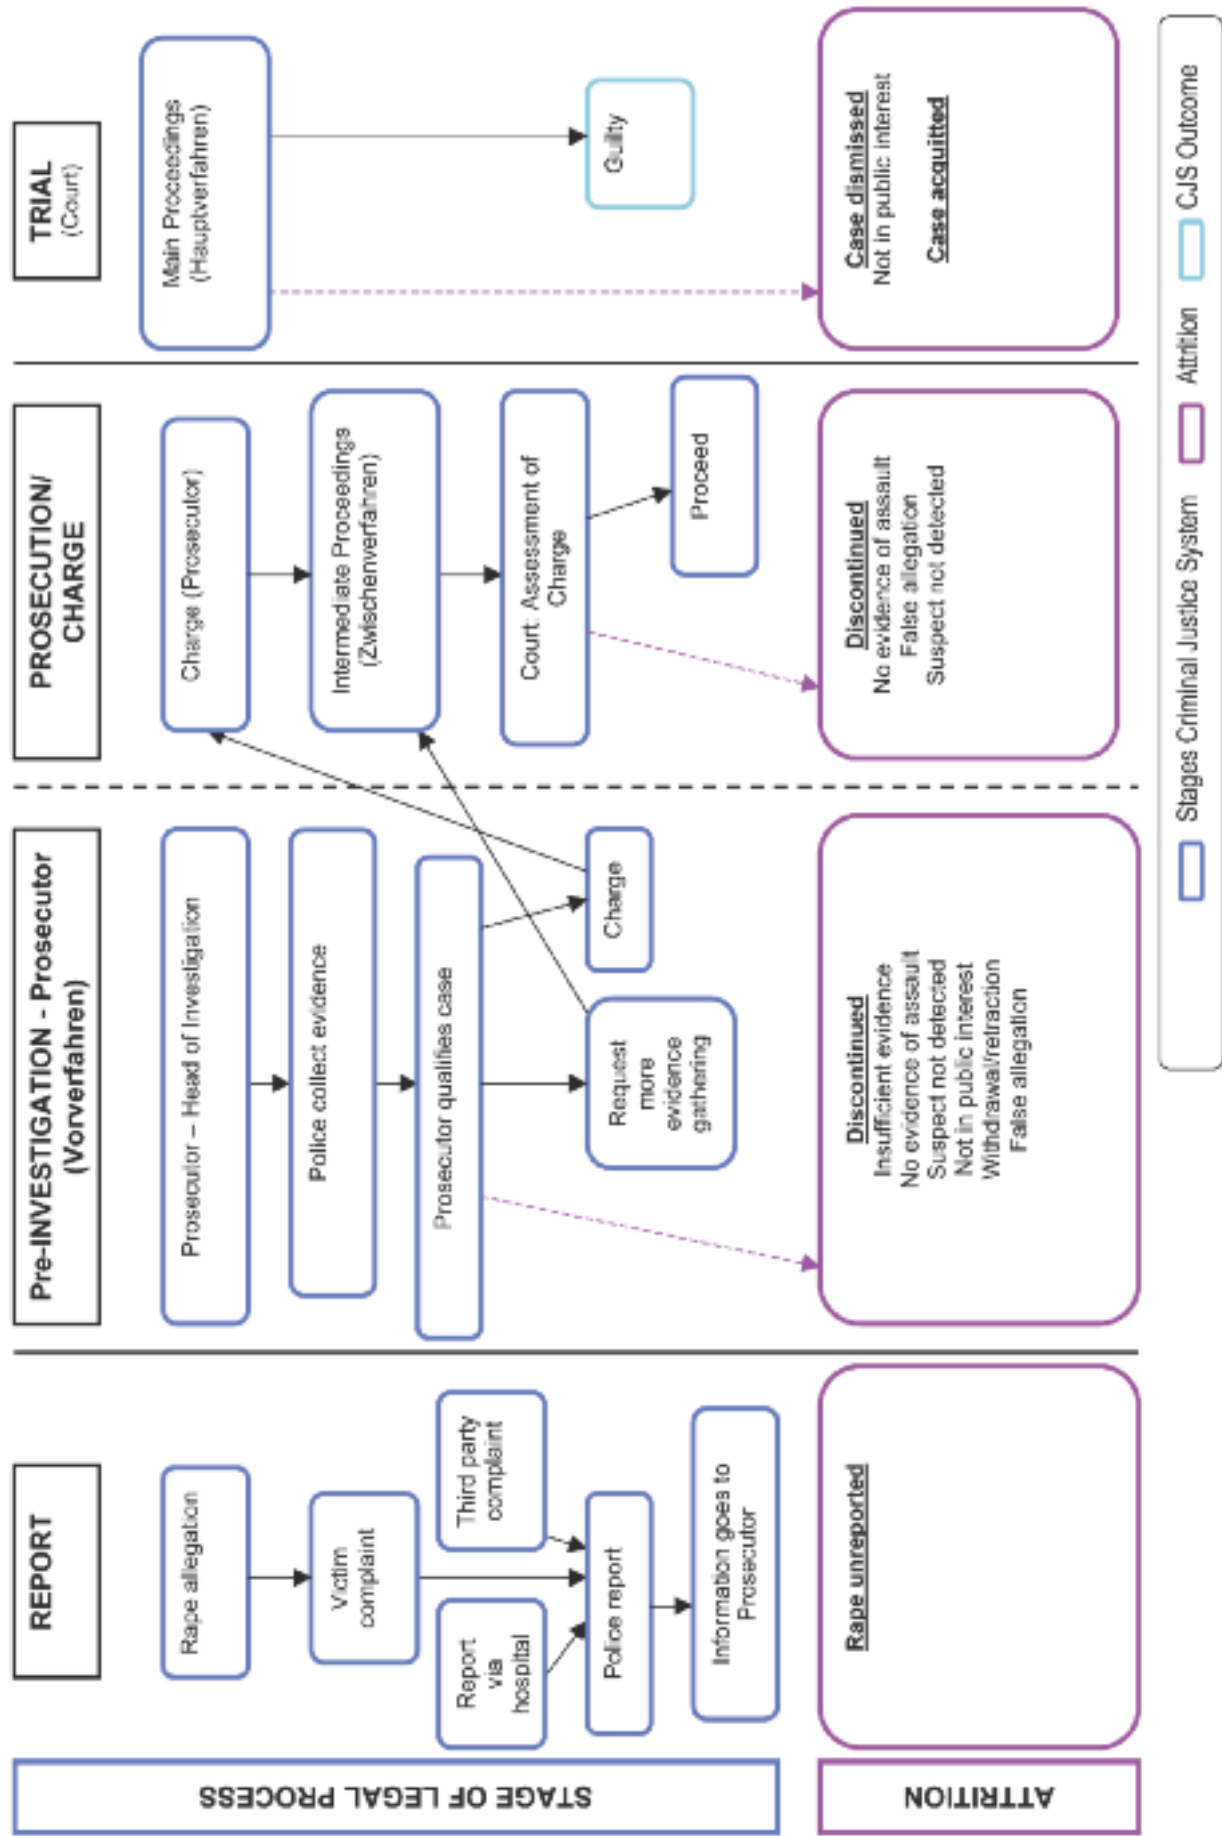 REPORT
Rape allegation
Victim
complaint
Report
via
hospital
Third party
complaint
Police report
Information goes to
Prosecutor
Rape unreported
Pre-INVESTIGATION - Prosecutor
(Vorverfahren)
Prosecutor – Head of Investigation
Police collect evidence
Prosecutor qualifies case
Request
more
evidence
gathering
Charge
Discontinued
Insufficient evidence
No evidence of assault
Suspect not detected
Not in public interest
Withdrawal/retraction
False allegation
PROSECUTION/
CHARGE
Charge (Prosecutor)
Intermediate Proceedings
(Zwischenverfahren)
Court: Assessment of
Charge
Proceed
Discontinued
No evidence of assault
False allegation
Suspect not detected
TRIAL
(Court)
Main Proceedings
(Hauptverfahren)
Guilty
Case dismissed
Not in public interest
Case acquitted
STAGE OF LEGAL PROCESS
ATTRITION
Stages Criminal Justice System
Attrition
CJS Outcome